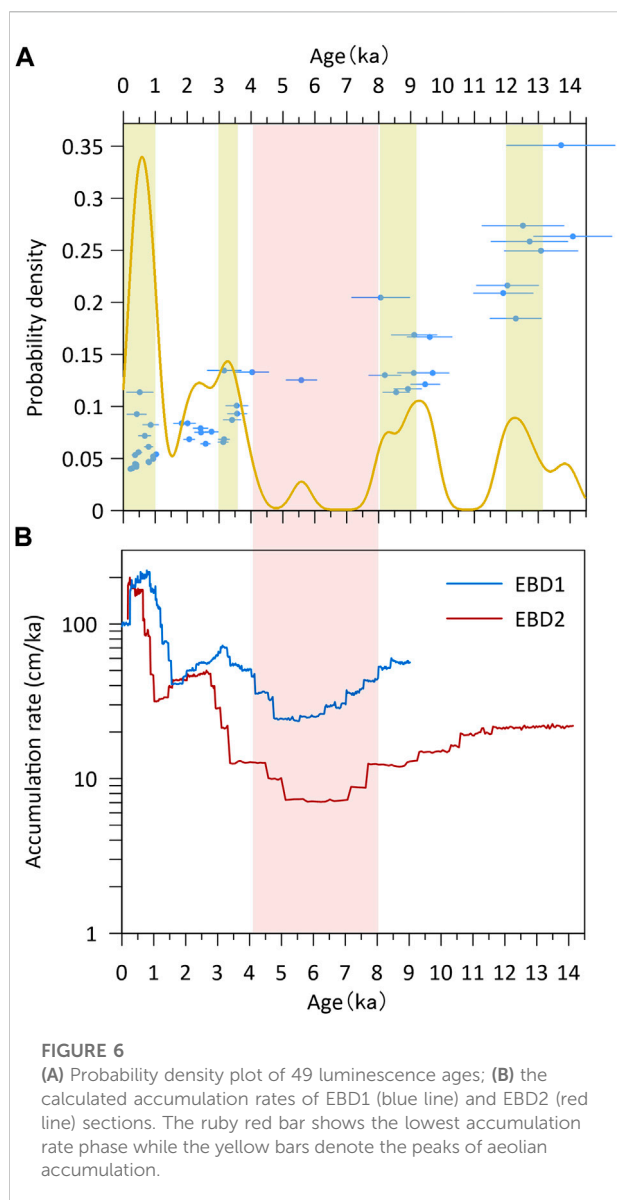 A
Age(ka)
0 1 2 3 4 5 6 7 8 9 10 11 12 13 14
0.35
0.3
0.25
0.2
0.15
0.1
0.05
0
Probability density
B
EBD1
EBD2
100
10
1
Accumulation rate (cm/ka)
0 1 2 3 4 5 6 7 8 9 10 11 12 13 14
Age(ka)
FIGURE 6
(A) Probability density plot of 49 luminescence ages; (B) the
calculated accumulation rates of EBD1 (blue line) and EBD2 (red
line) sections. The ruby red bar shows the lowest accumulation
rate phase while the yellow bars denote the peaks of aeolian
accumulation.